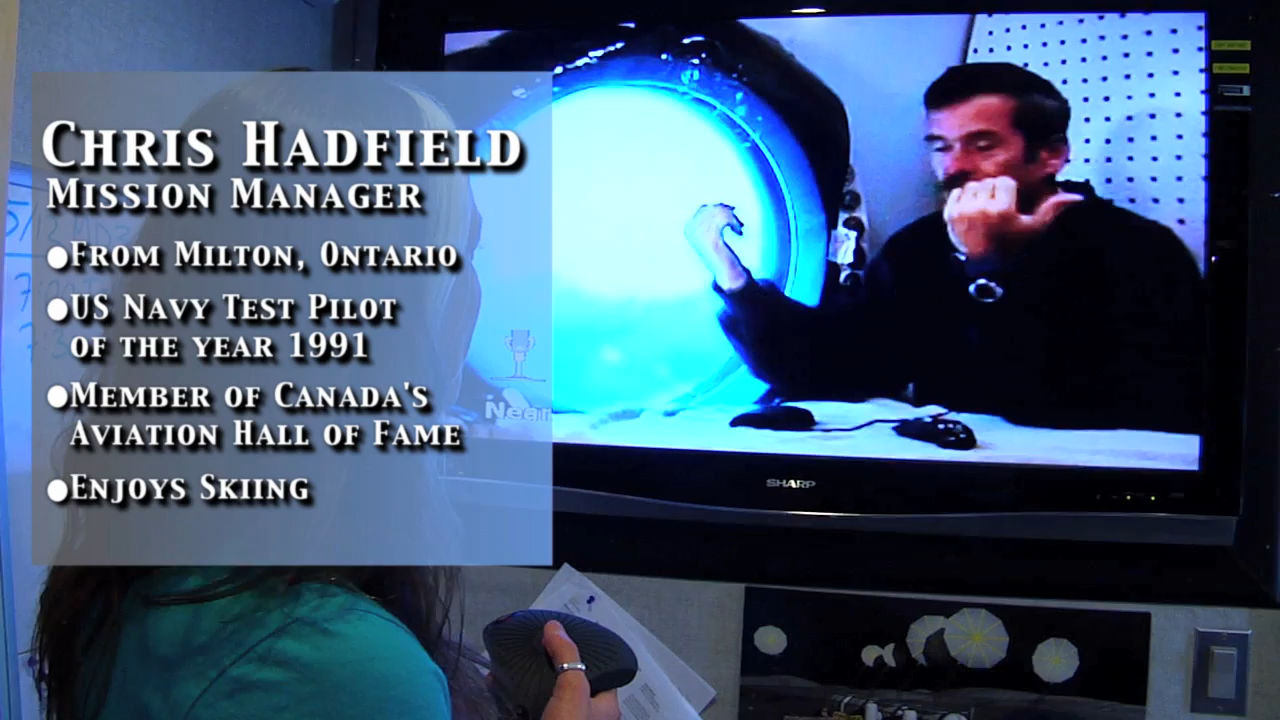 Chris Hadfield
Mission Manager
●From Milton, Ontario
●US Navy Test Pilot
of the year 1991
●Member of Canada's
Aviation Hall of Fame
●Enjoys Skiing
SHARP